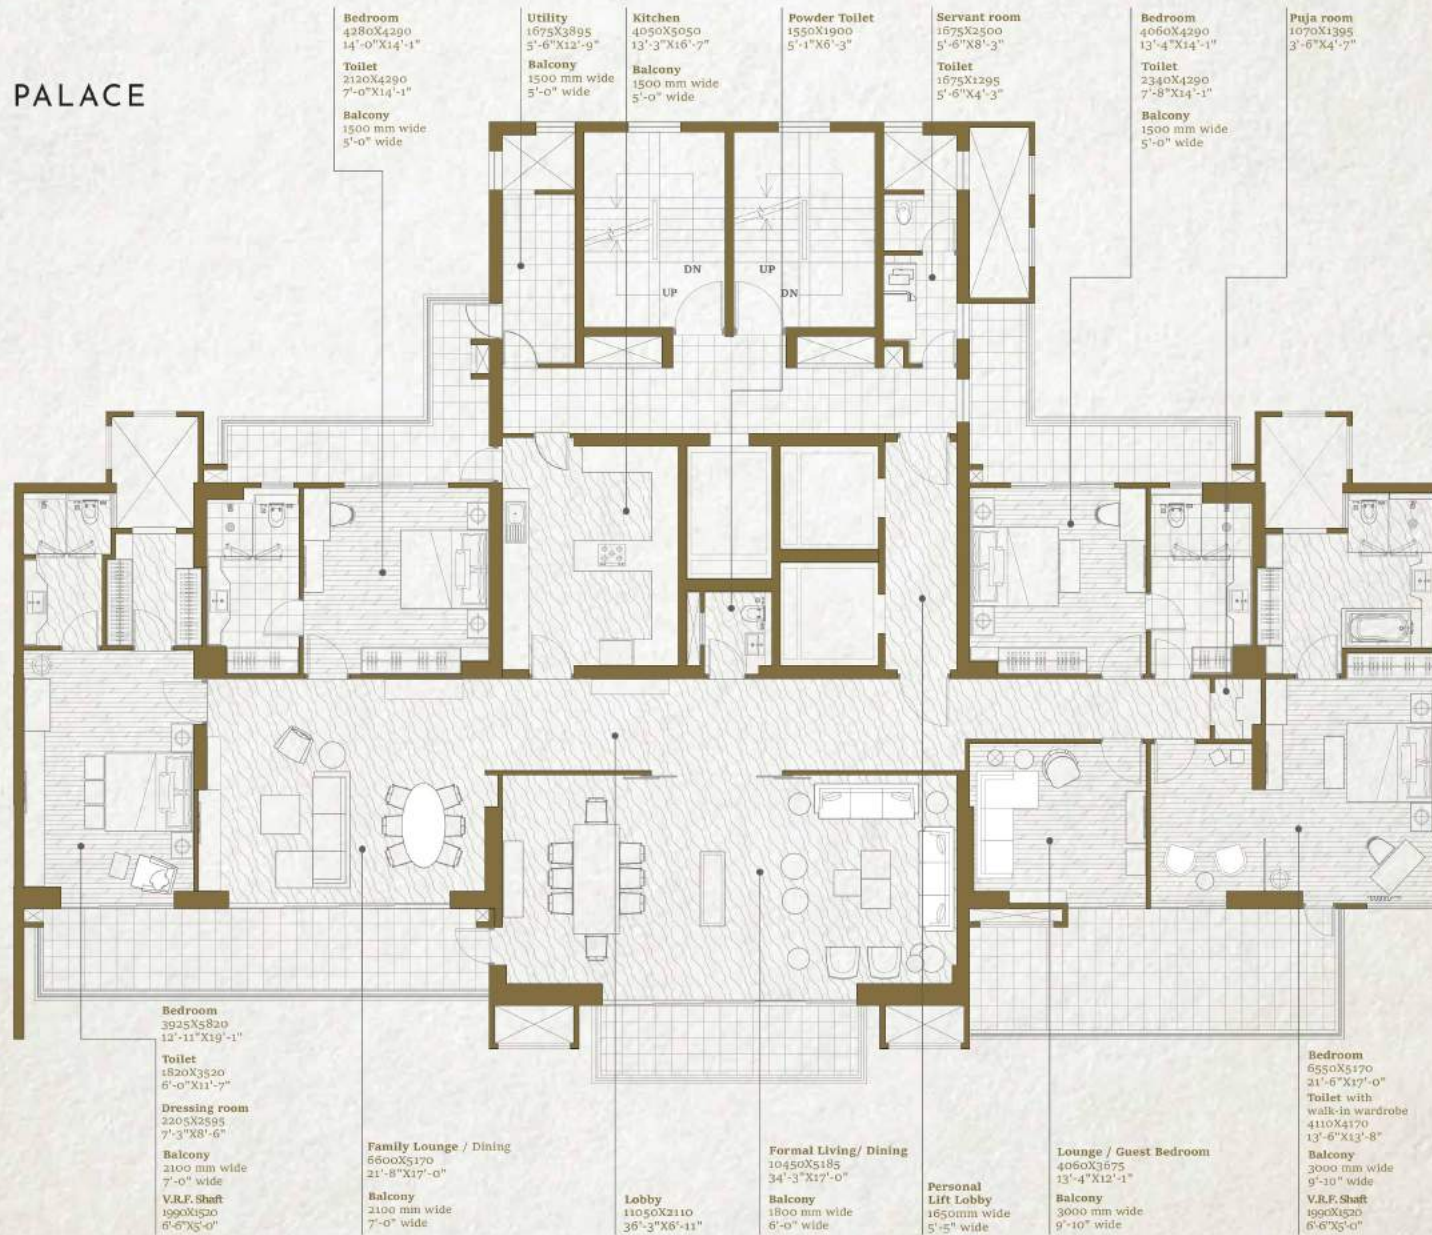 PALACE
Bedroom
4280X4290
14'-0"X14'-1"
Toilet
2120X4290
7'-0"X14'-1"
Balcony
1500 mm wide
5'-0" wide
Utility
1675X3895
5'-6"X12'-9"
Balcony
1500 mm wide
5'-0" wide
Kitchen
4050X5050
13'-3"X16'-7"
Balcony
1500 mm wide
5'-0" wide
Powder Toilet
1550X1900
5'-1"X6'-3"
Servant room
1675X2500
5'-6"X8'-3"
Toilet
1675X1295
5'-6"X4'-3"
Bedroom
4060X4290
13'-4"X14'-1"
Toilet
2340X4290
7'-8"X14'-1"
Balcony
1500 mm wide
5'-0" wide
Puja room
1070X1395
3'-6"X4'-7"
DN
UP
UP
DN
Bedroom
3925X5820
12'-11"X19'-1"
Toilet
1820X3520
6'-0"X11'-7"
Dressing room
2205X2595
7'-3"X8'-6"
Balcony
2100 mm wide
7'-0" wide
V.R.F. Shaft
1990X1520
6'-6"X5'-0"
Family Lounge / Dining
6600X5170
21'-8"X17'-0"
Balcony
2100 mm wide
7'-0" wide
Lobby
11050X2110
36'-3"X6'-11"
Formal Living/ Dining
10450X5185
34'-3"X17'-0"
Balcony
1800 mm wide
6'-0" wide
Personal
Lift Lobby
1650mm wide
5'-5" wide
Lounge / Guest Bedroom
4060X3675
13'-4"X12'-1"
Balcony
3000 mm wide
9'-10" wide
Bedroom
6550X5170
21'-6"X17'-0"
Toilet with
walk-in wardrobe
4110X4170
13'-6"X13'-8"
Balcony
3000 mm wide
9'-10" wide
V.R.F. Shaft
1990X1520
6'-6"X5'-0"